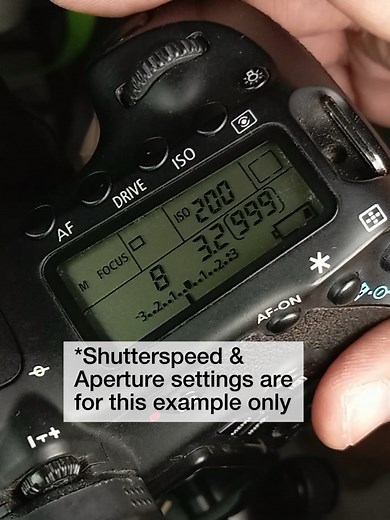 AF
DRIVE
ISO
M FOCUS ISO 200
8 3.2 (999)
-3..2..1..▼..1..2.:3
AF-ON
*Shutterspeed &
Aperture settings are
for this example only